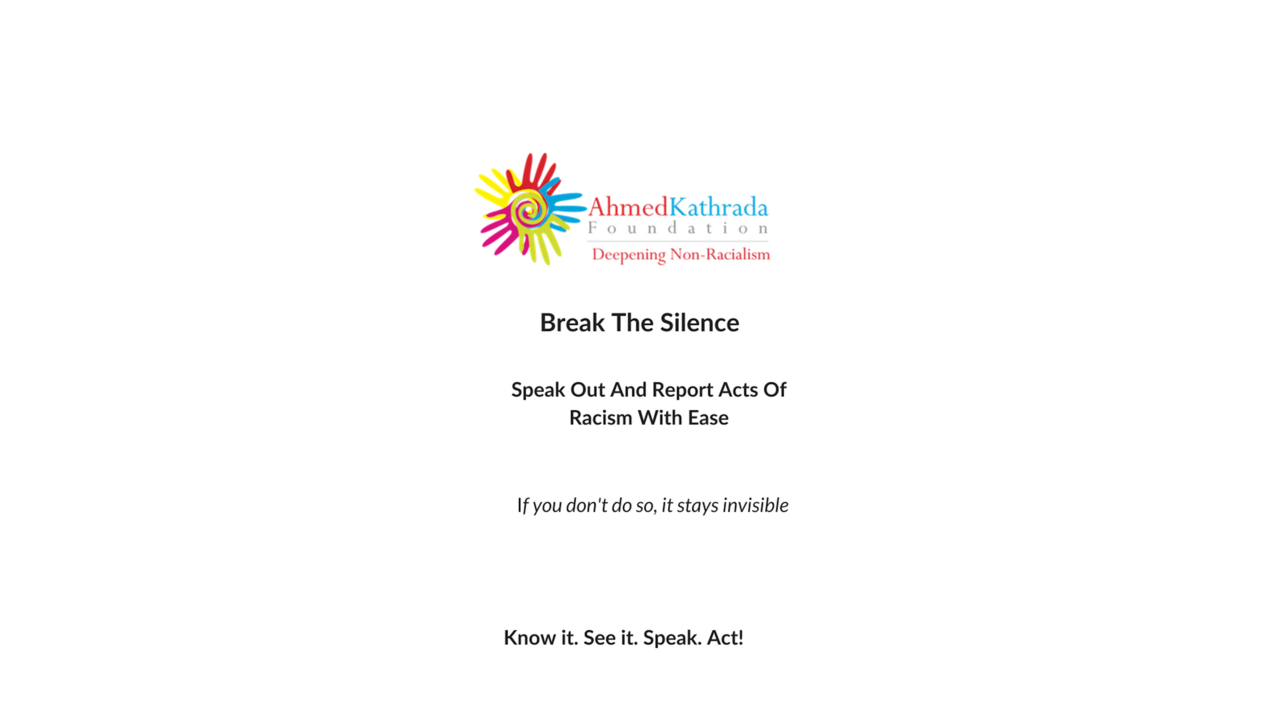 AhmedKathrada
Foundation
Deepening Non-Racialism
Break The Silence
Speak Out And Report Acts Of
Racism With Ease
If you don't do so, it stays invisible
Know it. See it. Speak. Act!